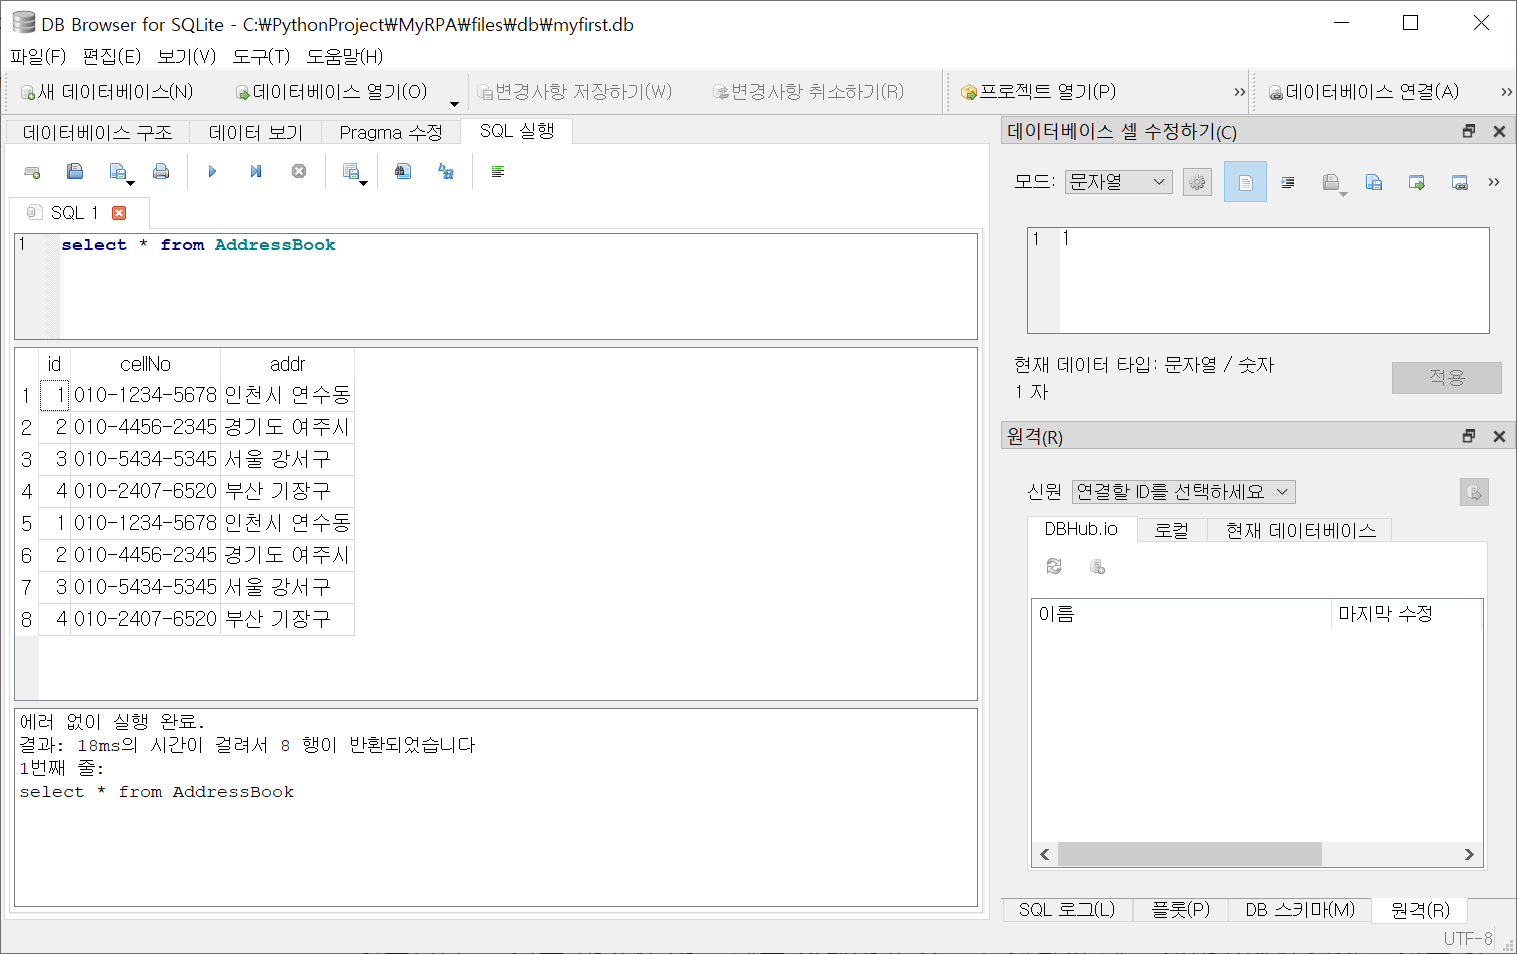 DB Browser for SQLite - C:₩PythonProject₩MyRPA₩files₩db₩myfirst.db
파일(F) 편집(E) 보기(V) 도구(T) 도움말(H)
새 데이터베이스(N) 데이터베이스 열기(O) 변경사항 저장하기(W) 변경사항 취소하기(R) 프로젝트 열기(P) » 데이터베이스 연결(A) »
데이터베이스 구조 데이터 보기 Pragma 수정 SQL 실행
SQL 1
1 select * from AddressBook
id cellNo addr
1 1 010-1234-5678 인천시 연수동
2 2 010-4456-2345 경기도 여주시
3 3 010-5434-5345 서울 강서구
4 4 010-2407-6520 부산 기장구
5 1 010-1234-5678 인천시 연수동
6 2 010-4456-2345 경기도 여주시
7 3 010-5434-5345 서울 강서구
8 4 010-2407-6520 부산 기장구
에러 없이 실행 완료.
결과: 18ms의 시간이 걸려서 8 행이 반환되었습니다
1번째 줄:
select * from AddressBook
데이터베이스 셀 수정하기(C)
모드: 문자열 »
1 1
현재 데이터 타입: 문자열 / 숫자
1 자
적용
원격(R)
신원 연결할 ID를 선택하세요
DBHub.io 로컬 현재 데이터베이스
이름 마지막 수정
SQL 로그(L) 플롯(P) DB 스키마(M) 원격(R)
UTF-8